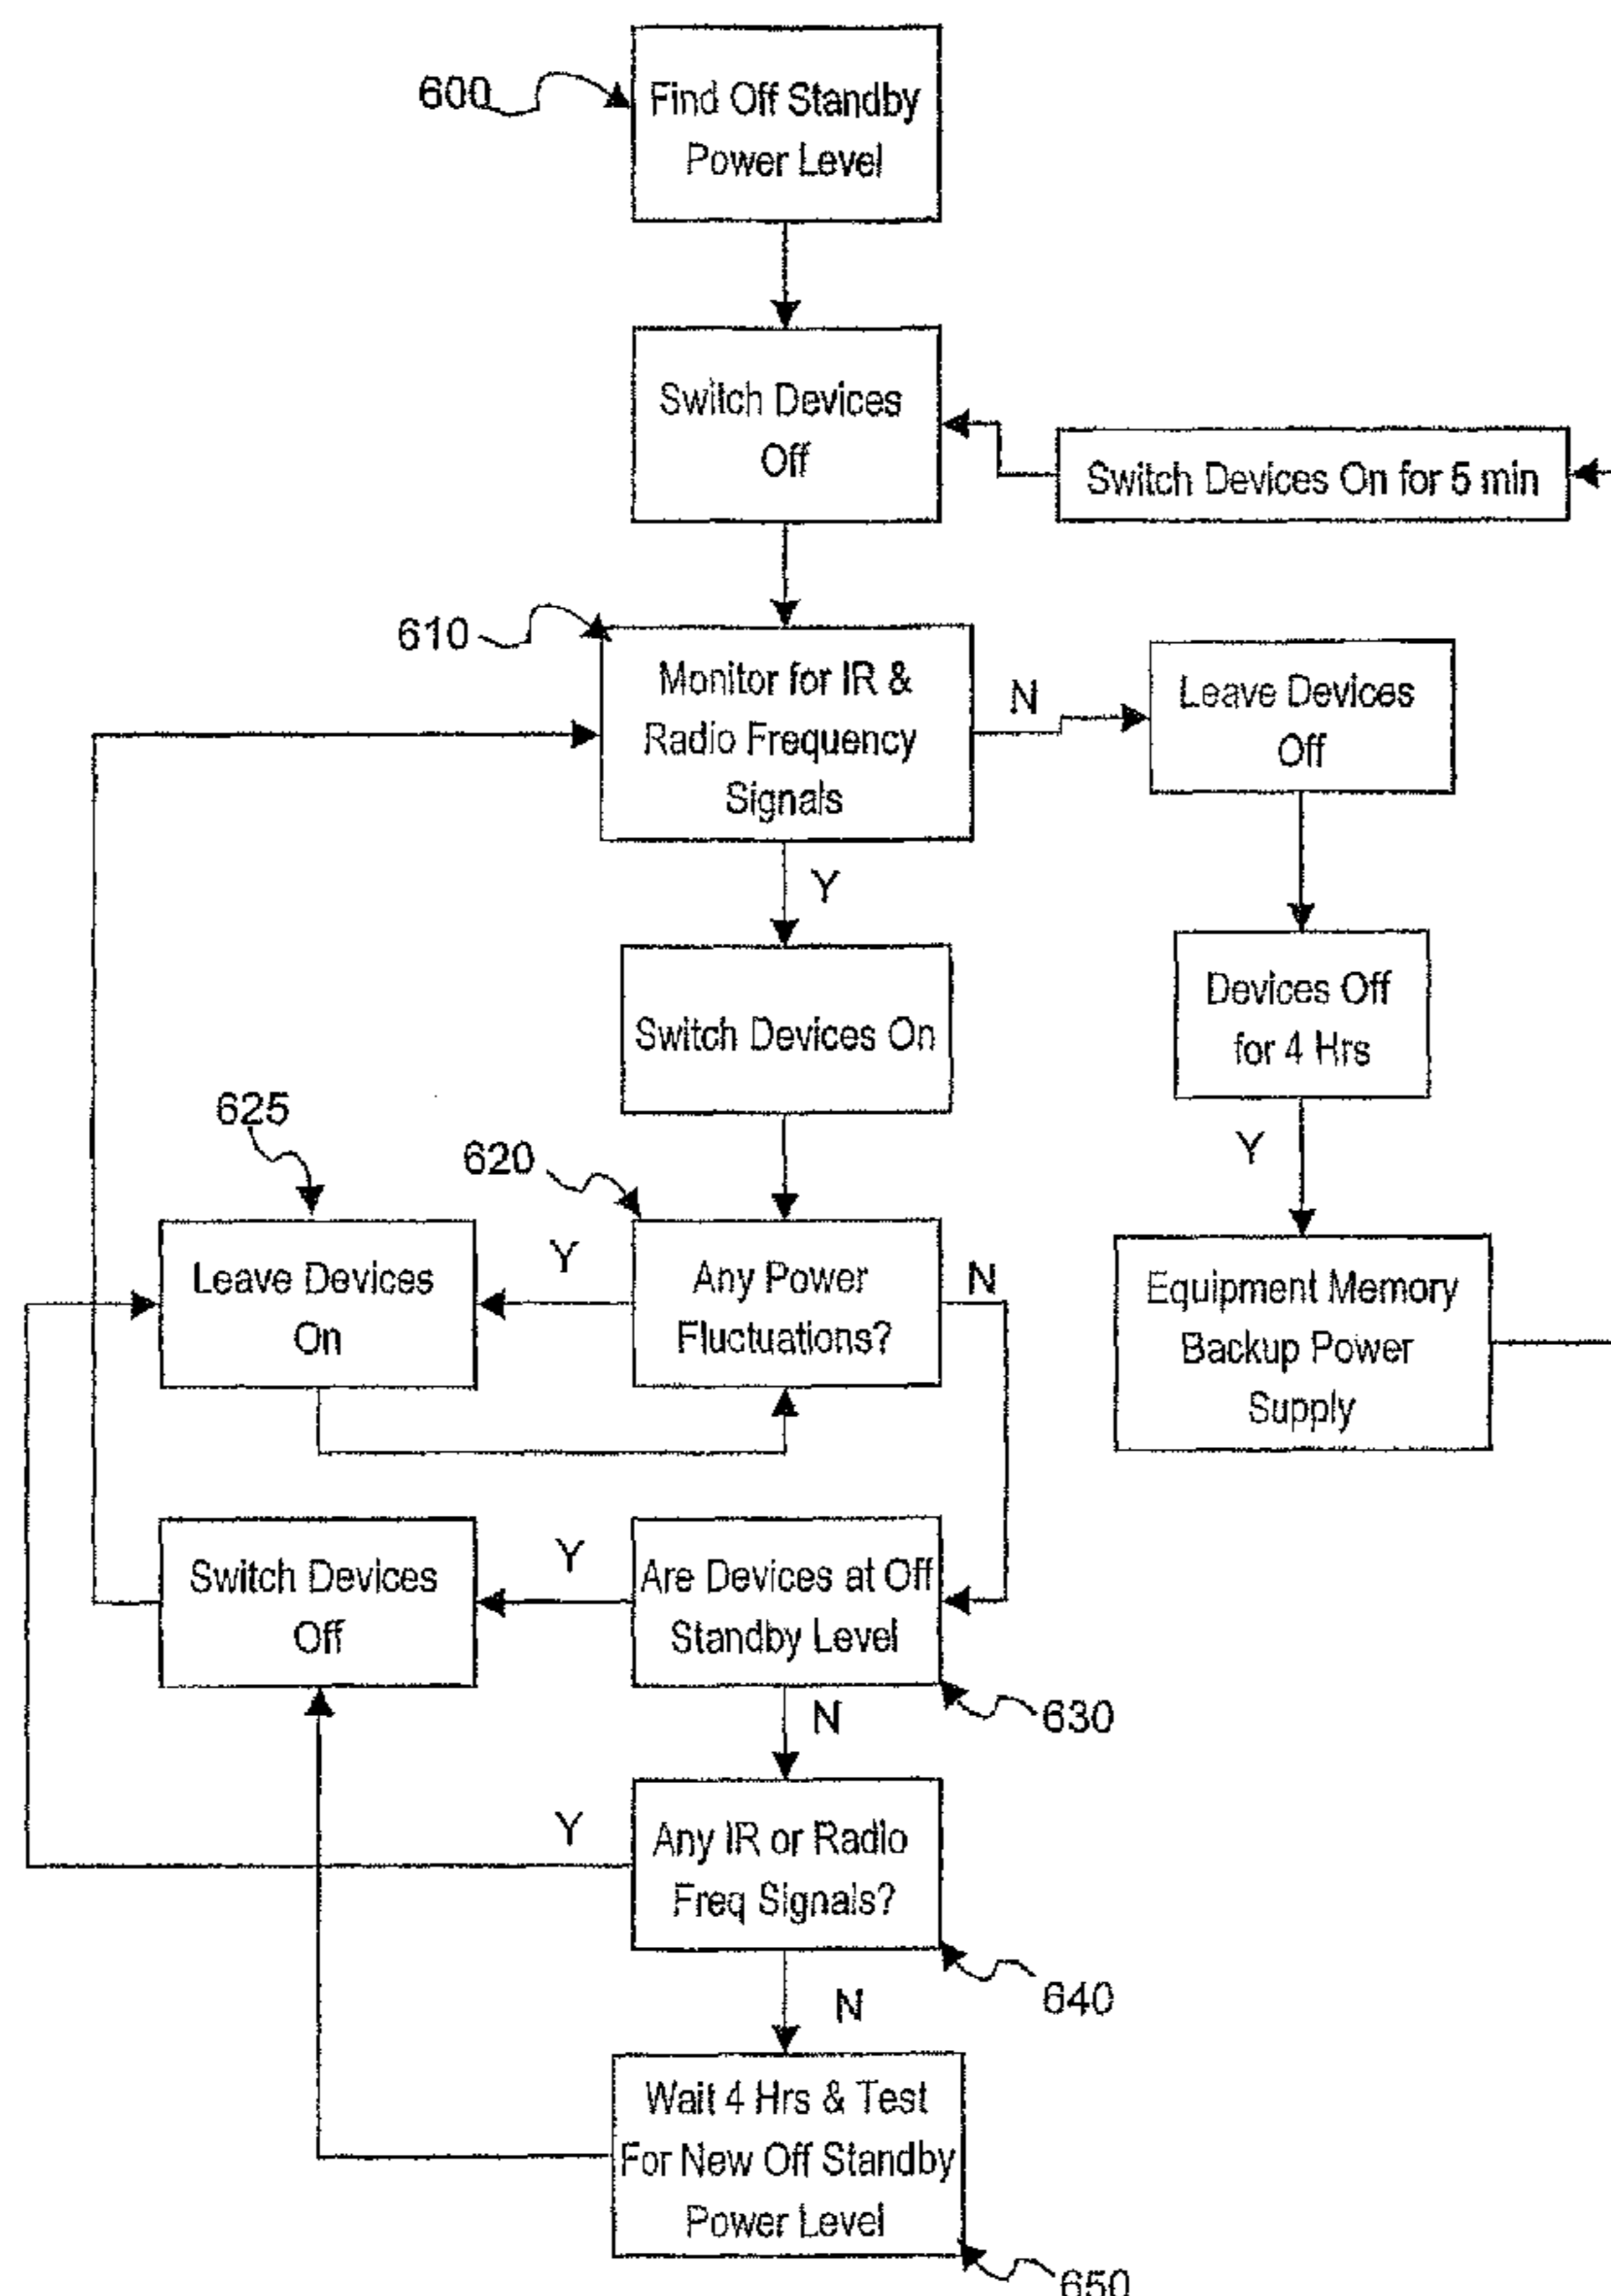 600
Find Off Standby
Power Level
Switch Devices
Off
Switch Devices On for 5 min
610
Monitor for IR &
Radio Frequency
Signals
N
Leave Devices
Off
Y
Switch Devices On
Devices Off
for 4 Hrs
Y
Equipment Memory
Backup Power
Supply
625
Leave Devices
On
Y
620
Any Power
Fluctuations?
N
Switch Devices
Off
Y
Are Devices at Off
Standby Level
630
N
Y
Any IR or Radio
Freq Signals?
640
N
Wait 4 Hrs & Test
For New Off Standby
Power Level
650